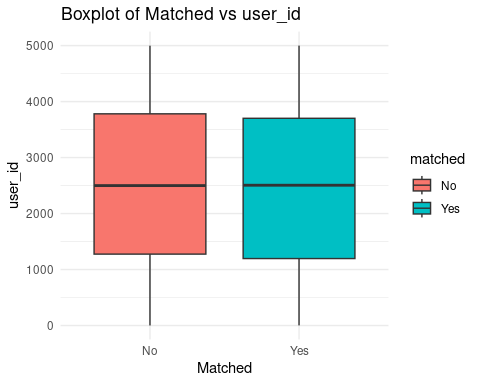 Boxplot of Matched vs user_id
5000
4000
3000
2000
1000
0
user_id
No
Yes
Matched
matched
No
Yes